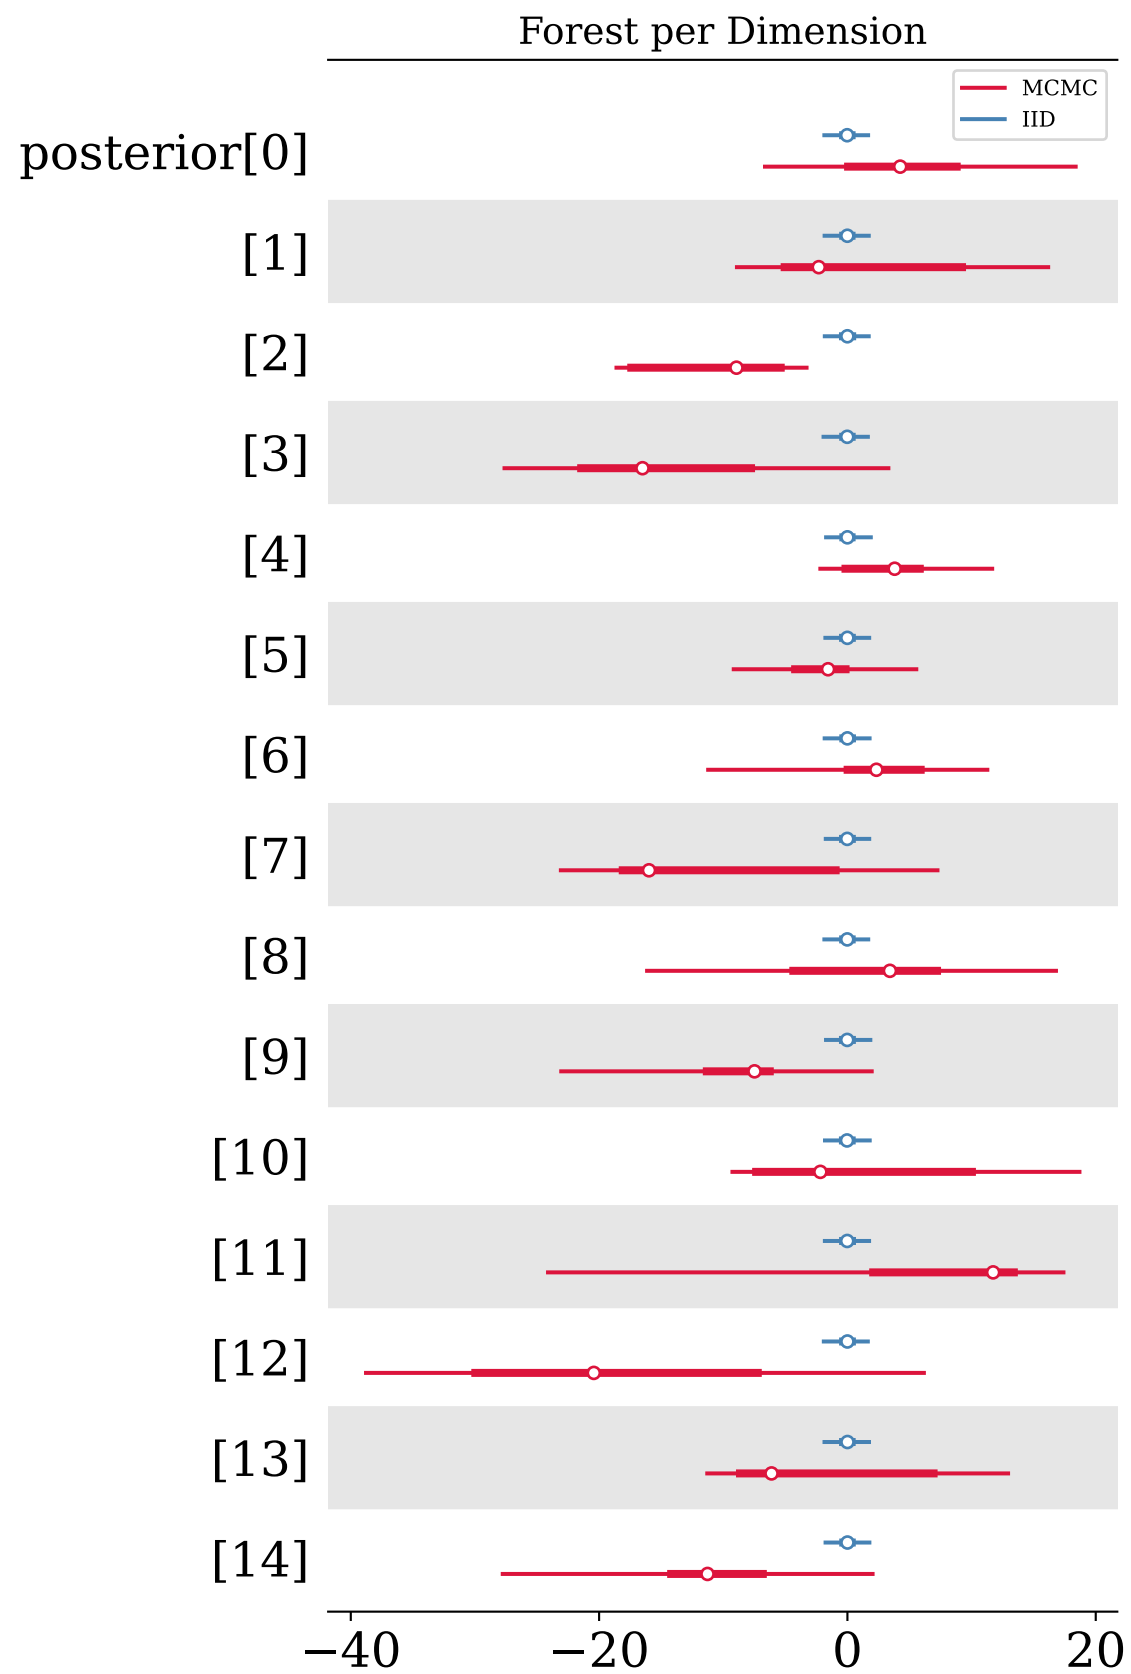 Forest per Dimension
MCMC
IID
posterior[0]
[1]
[2]
[3]
[4]
[5]
[6]
[7]
[8]
[9]
[10]
[11]
[12]
[13]
[14]
−40 −20 0 20